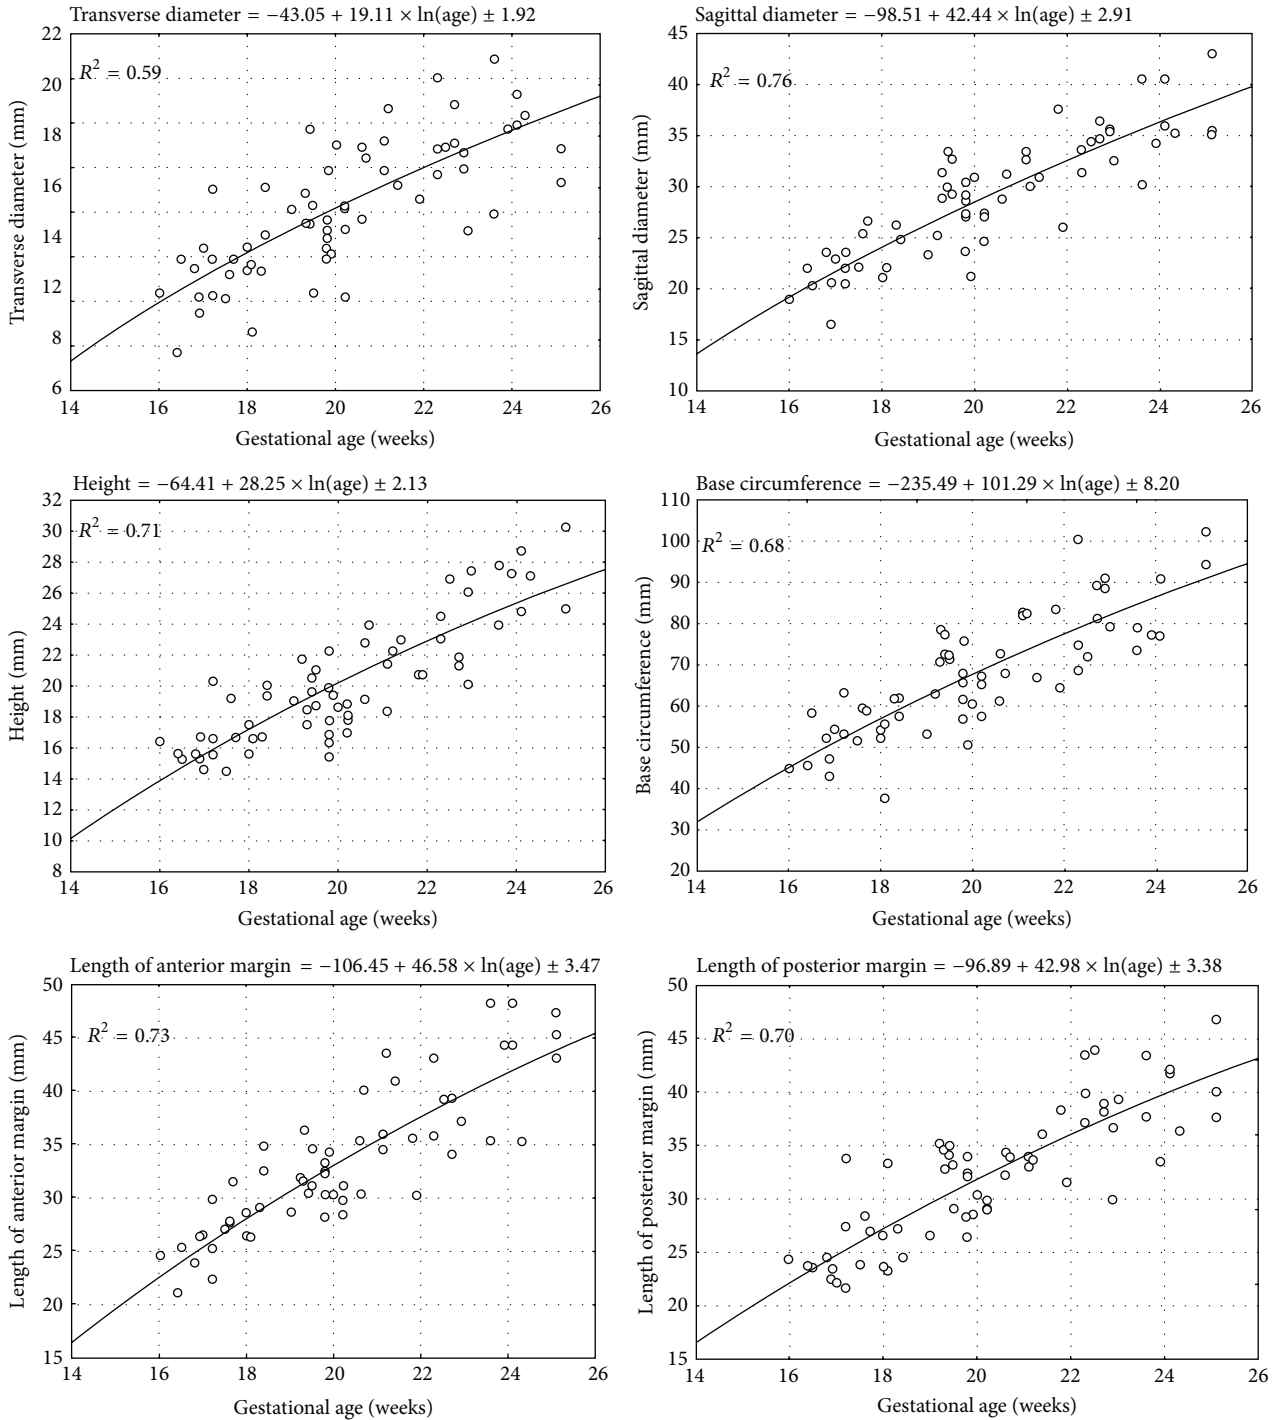 Transverse diameter = −43.05 + 19.11 × ln(age) ± 1.92
22
20
18
16
14
12
8
6
R² = 0.59
Transverse diameter (mm)
14 16 18 20 22 24 26
Gestational age (weeks)
Sagittal diameter = −98.51 + 42.44 × ln(age) ± 2.91
45
40
35
30
25
20
15
10
R² = 0.76
Sagittal diameter (mm)
14 16 18 20 22 24 26
Gestational age (weeks)
Height = −64.41 + 28.25 × ln(age) ± 2.13
32
30
28
26
24
22
20
18
16
14
12
10
8
R² = 0.71
Height (mm)
14 16 18 20 22 24 26
Gestational age (weeks)
Base circumference = −235.49 + 101.29 × ln(age) ± 8.20
110
100
90
80
70
60
50
40
30
20
R² = 0.68
Base circumference (mm)
14 16 18 20 22 24 26
Gestational age (weeks)
Length of anterior margin = −106.45 + 46.58 × ln(age) ± 3.47
50
45
40
35
30
25
20
15
R² = 0.73
Length of anterior margin (mm)
14 16 18 20 22 24 26
Gestational age (weeks)
Length of posterior margin = −96.89 + 42.98 × ln(age) ± 3.38
50
45
40
35
30
25
20
15
R² = 0.70
Length of posterior margin (mm)
14 16 18 20 22 24 26
Gestational age (weeks)